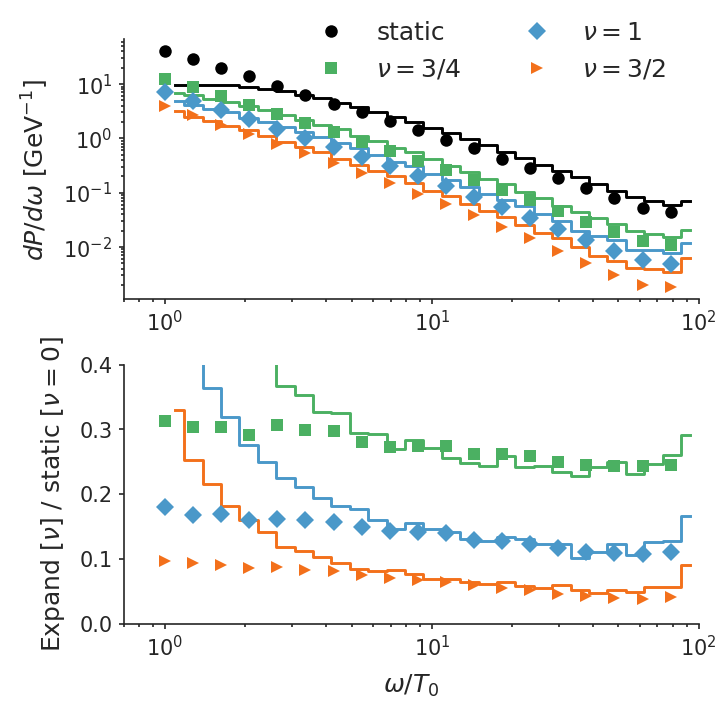 static
ν = 1
ν = 3/4
ν = 3/2
dP/dω [GeV⁻¹]
10¹
10⁰
10⁻¹
10⁻²
10⁰
10¹
10²
Expand [ν] / static [ν = 0]
0.4
0.3
0.2
0.1
0.0
10⁰
10¹
10²
ω/T₀